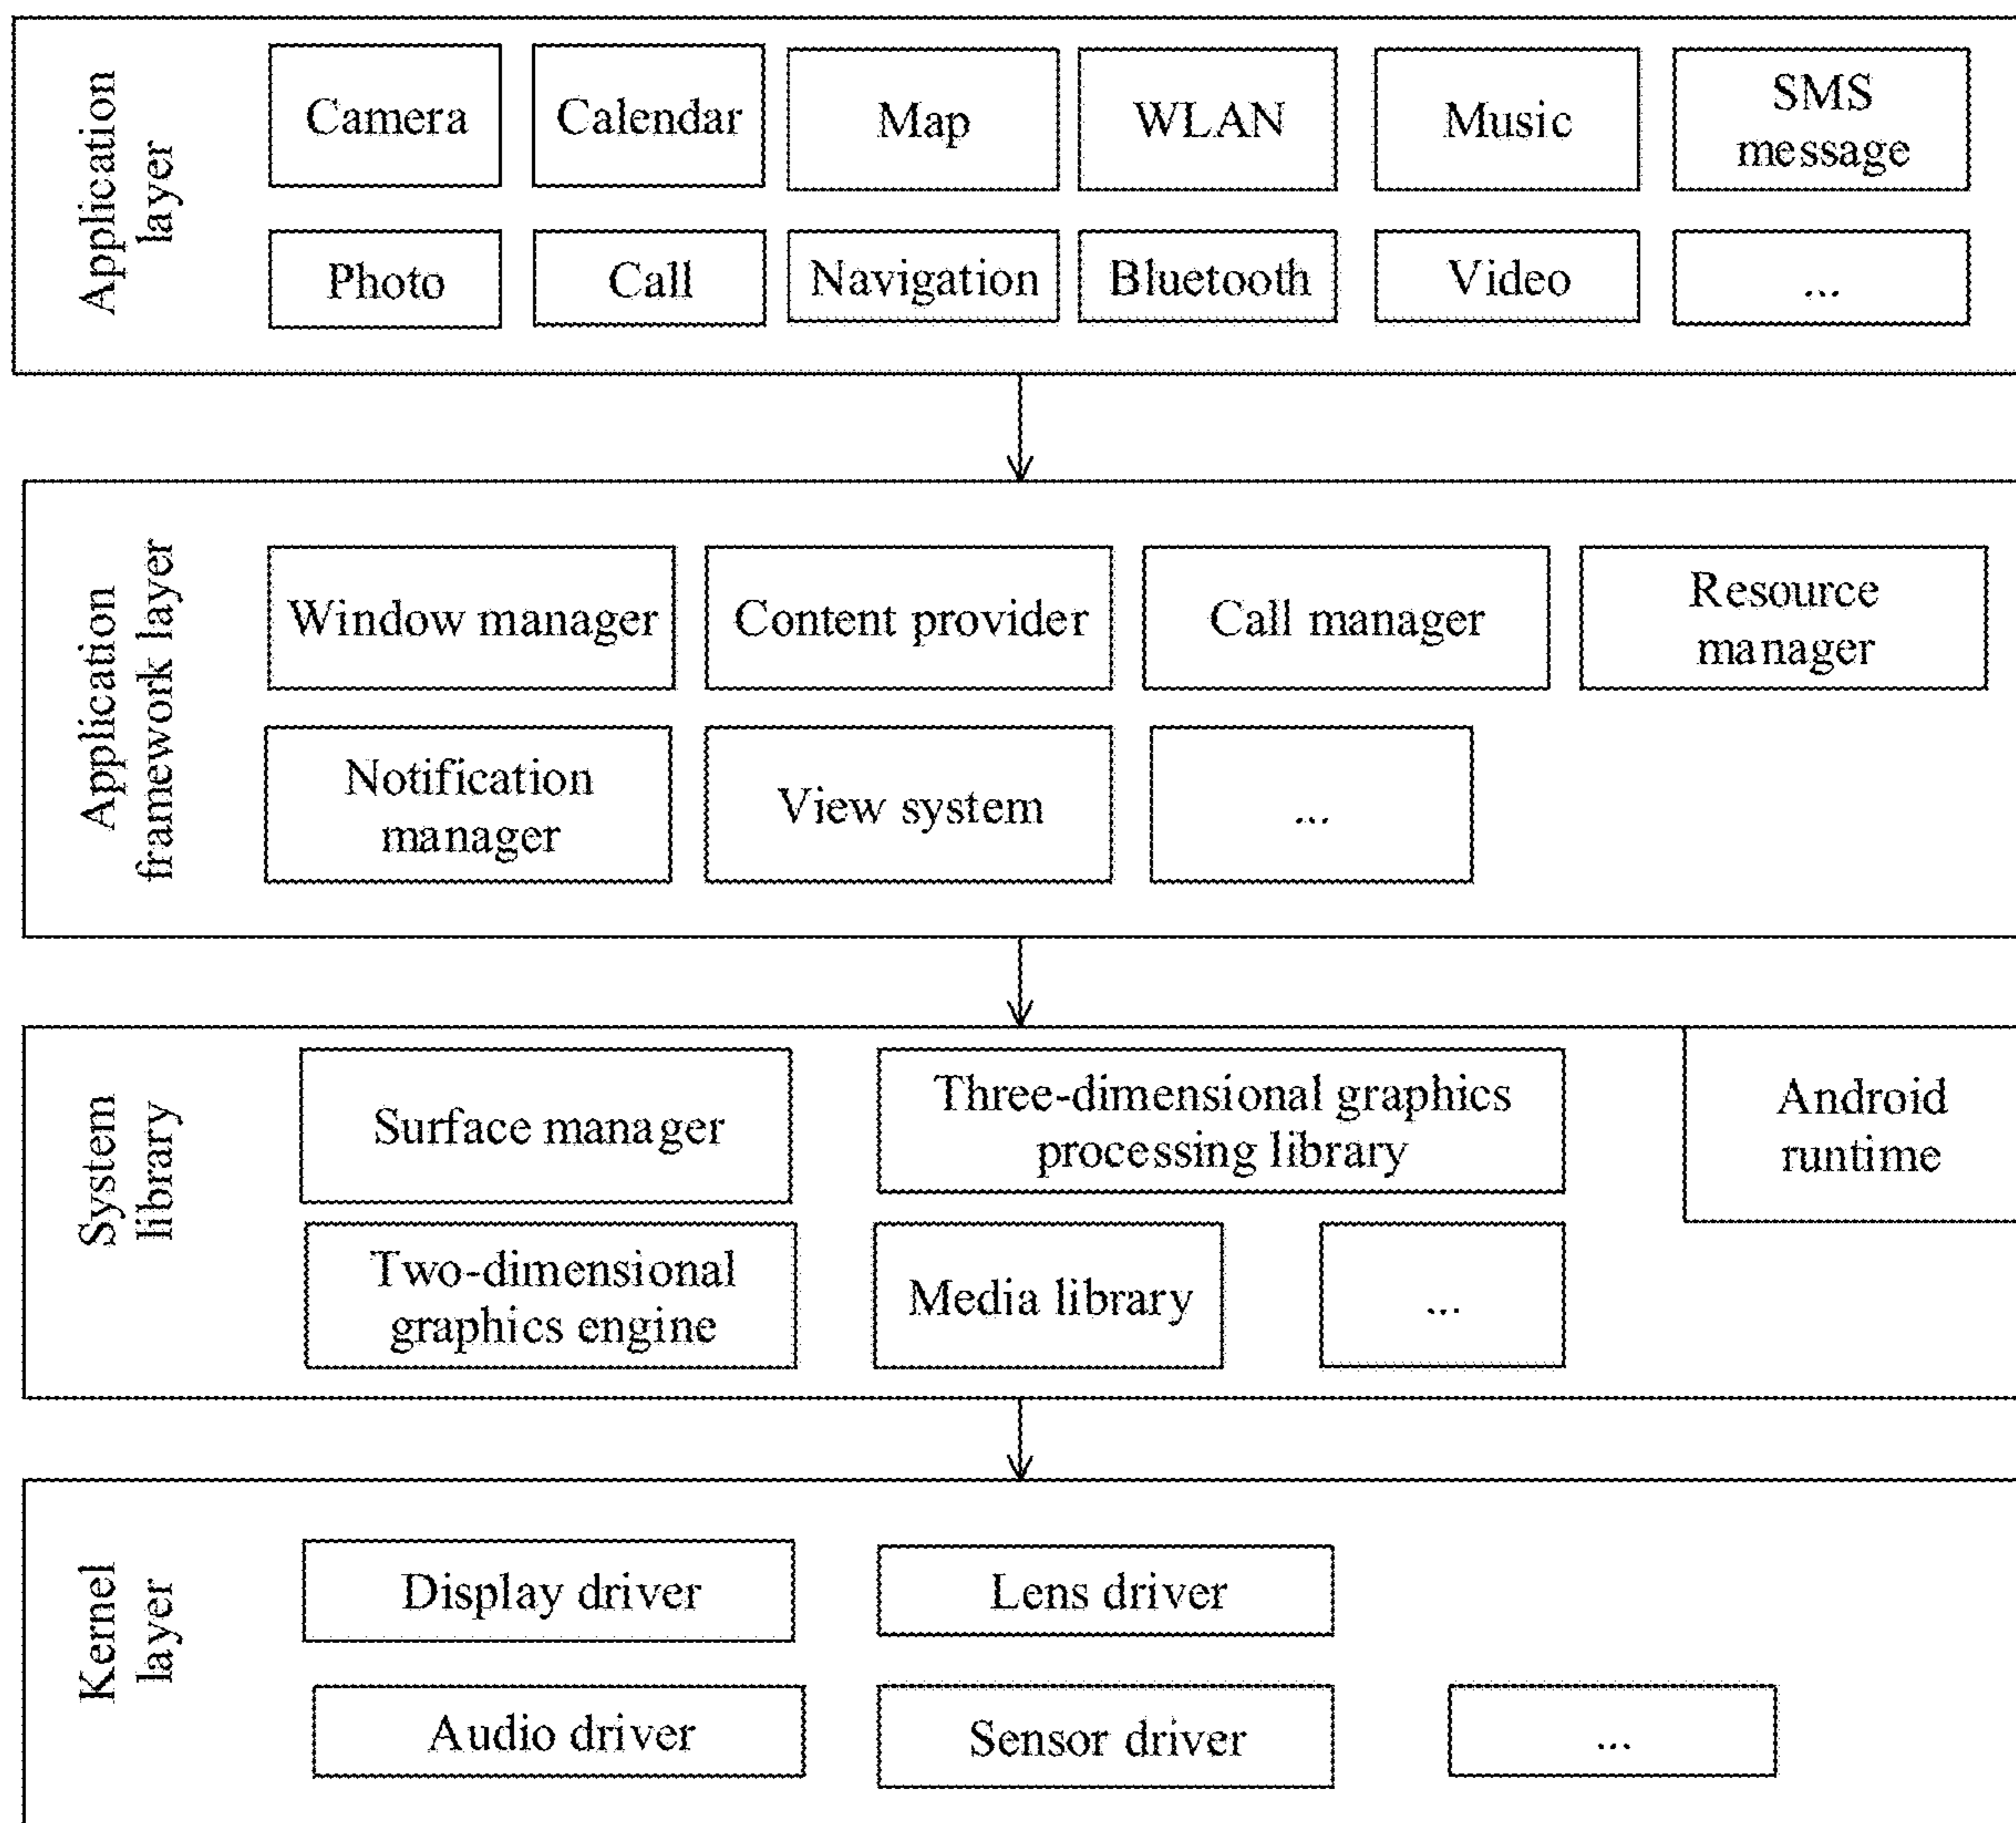 Application
layer
Camera
Calendar
Map
WLAN
Music
SMS
message
Photo
Call
Navigation
Bluetooth
Video
...
Application
framework layer
Window manager
Content provider
Call manager
Resource
manager
Notification
manager
View system
...
System
library
Surface manager
Three-dimensional graphics
processing library
Android
runtime
Two-dimensional
graphics engine
Media library
...
Kernel
layer
Display driver
Lens driver
Audio driver
Sensor driver
...